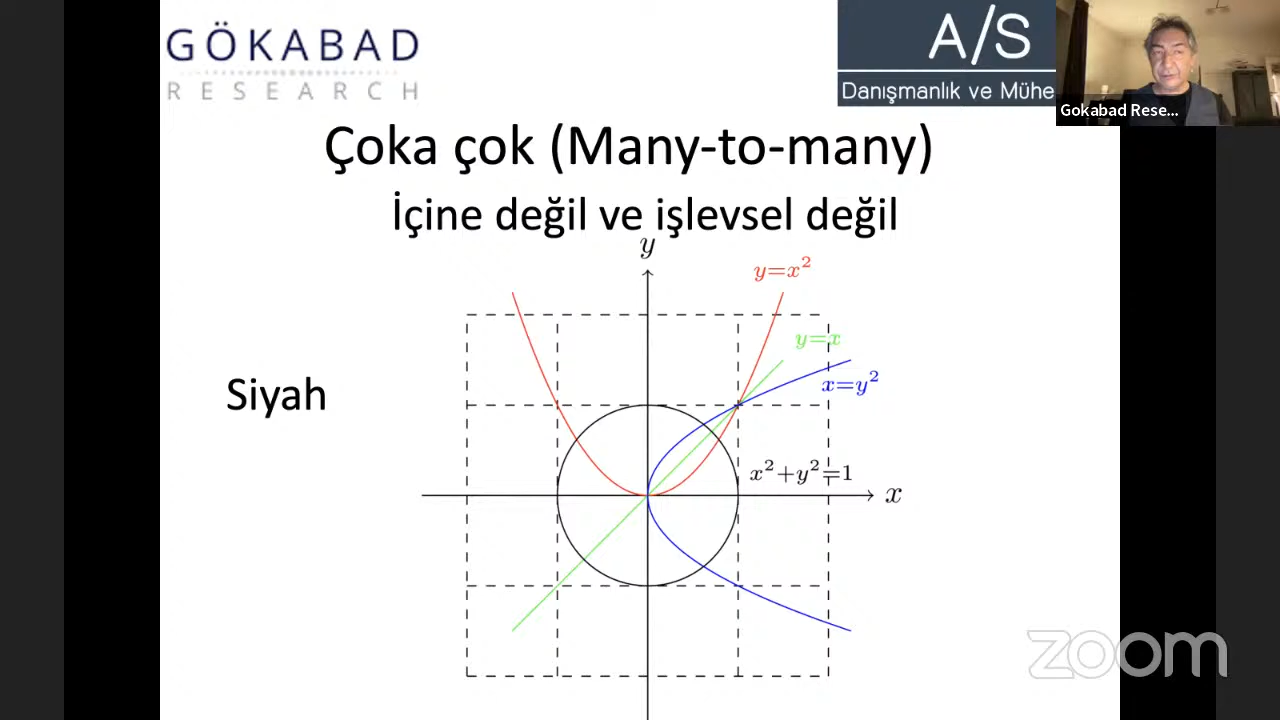 GÖKABAD
RESEARCH
A/S
Danışmanlık ve Mühe
Gokabad Rese...
Çoka çok (Many-to-many)
İçine değil ve işlevsel değil
y
y=x²
y=x
x=y²
Siyah
x²+y²=1
x
zoom